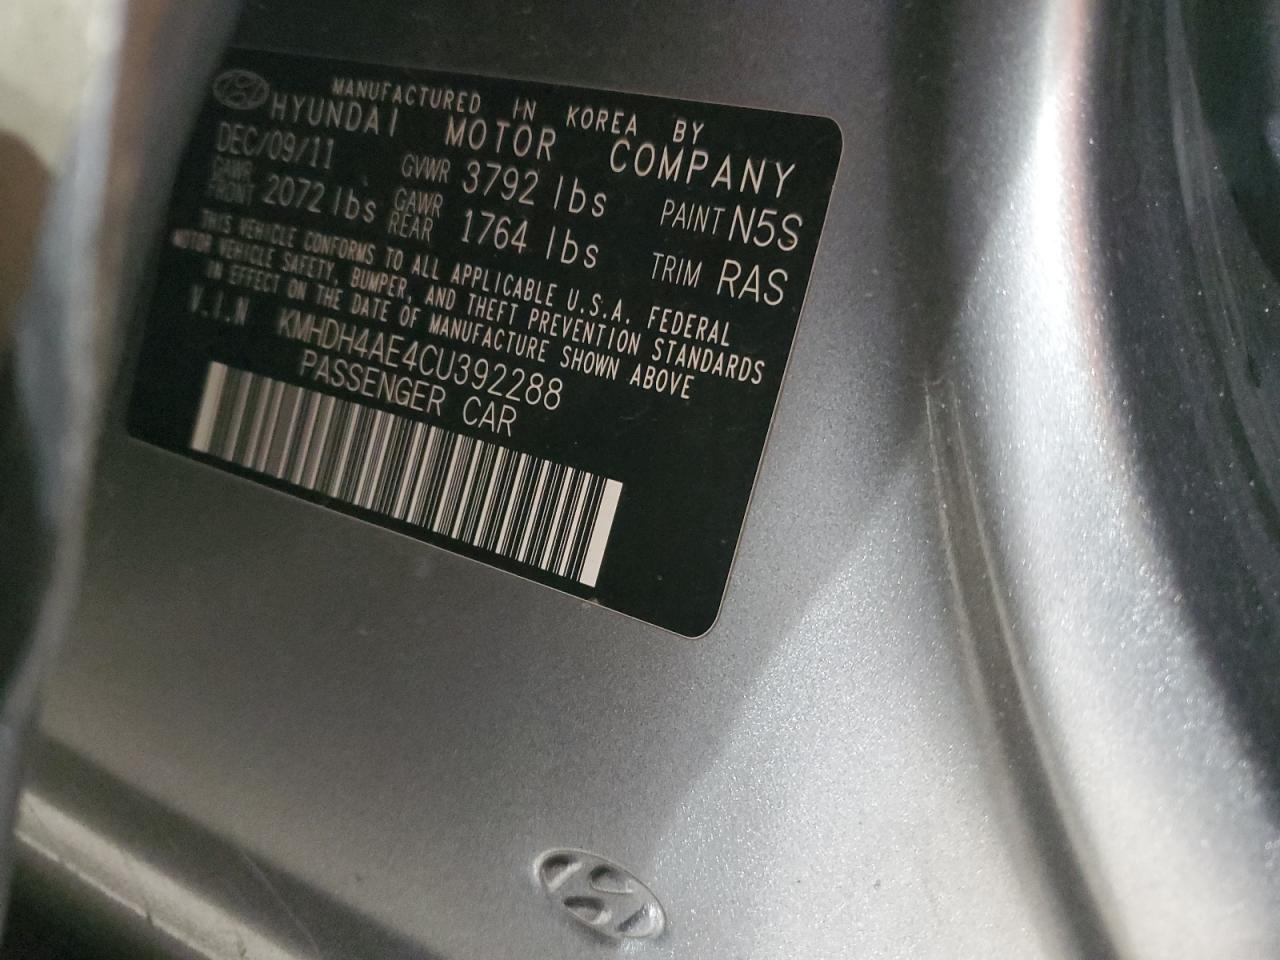 MANUFACTURED IN KOREA BY
HYUNDAI MOTOR COMPANY
DEC/09/11 GVWR 3792 lbs PAINT N5S
GAWR FRONT 2072 lbs GAWR REAR 1764 lbs TRIM RAS
THIS VEHICLE CONFORMS TO ALL APPLICABLE U.S.A. FEDERAL
MOTOR VEHICLE SAFETY, BUMPER, AND THEFT PREVENTION STANDARDS
IN EFFECT ON THE DATE OF MANUFACTURE SHOWN ABOVE
V.I.N KMHDH4AE4CU392288
PASSENGER CAR